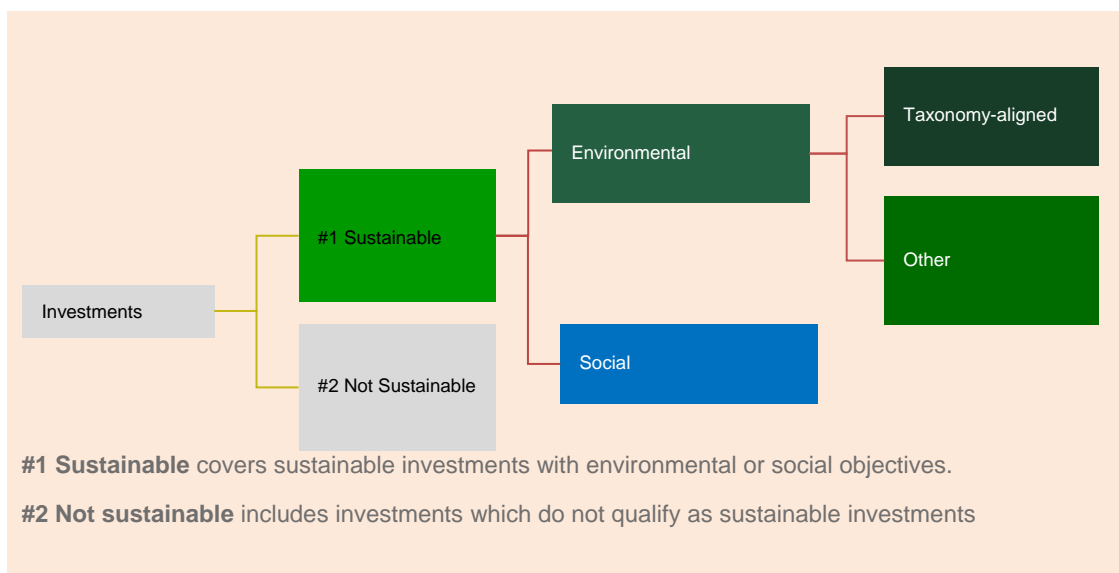 Taxonomy-aligned
Environmental
#1 Sustainable
Other
Investments
Social
#2 Not Sustainable
#1 Sustainable covers sustainable investments with environmental or social objectives.
#2 Not sustainable includes investments which do not qualify as sustainable investments